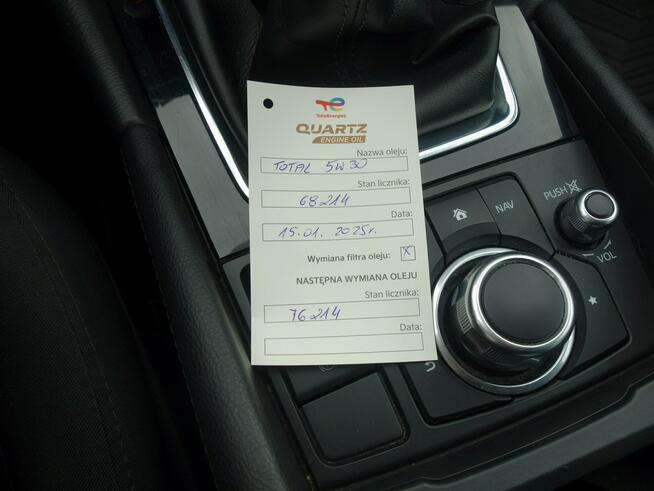 TotalEnergies
QUARTZ
ENGINE OIL
Nazwa oleju:
TOTAL 5W30
Stan licznika:
68214
Data:
15.01.2025r.
Wymiana filtra oleju: X
NASTĘPNA WYMIANA OLEJU
Stan licznika:
76214
Data:
NAV
PUSH
VOL